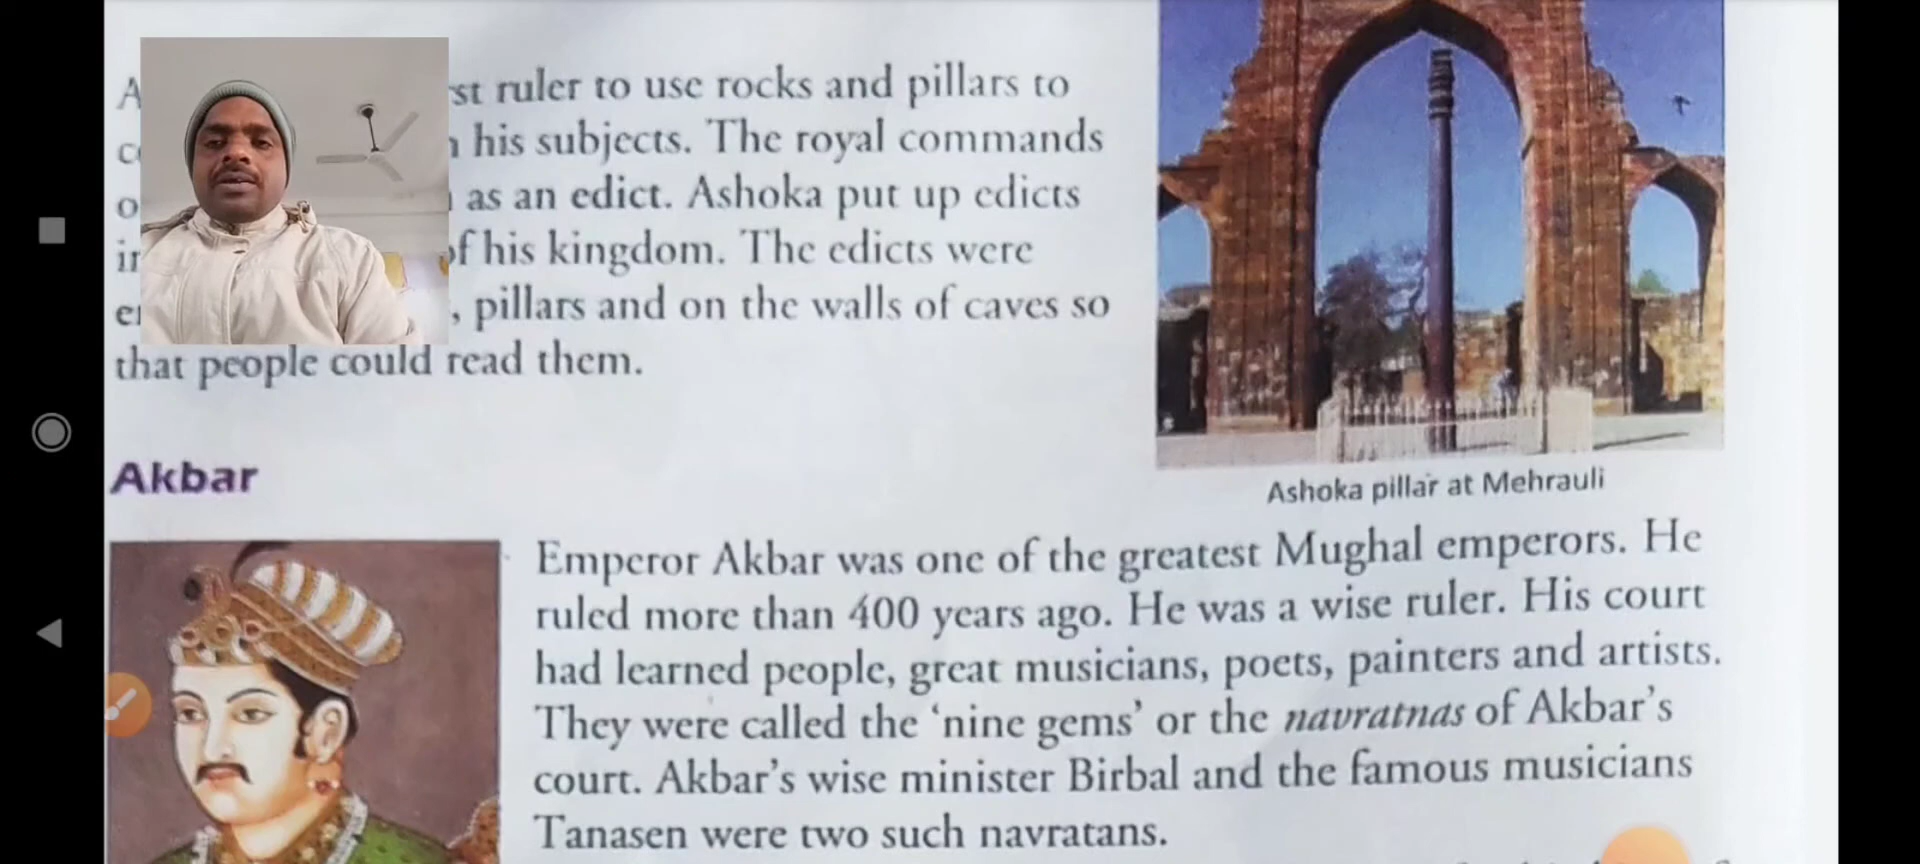 A st ruler to use rocks and pillars to
his subjects. The royal commands
as an edict. Ashoka put up edicts
of his kingdom. The edicts were
, pillars and on the walls of caves so
that people could read them.
Ashoka pillar at Mehrauli
Akbar
Emperor Akbar was one of the greatest Mughal emperors. He
ruled more than 400 years ago. He was a wise ruler. His court
had learned people, great musicians, poets, painters and artists.
They were called the ‘nine gems’ or the navratnas of Akbar’s
court. Akbar’s wise minister Birbal and the famous musicians
Tanasen were two such navratans.